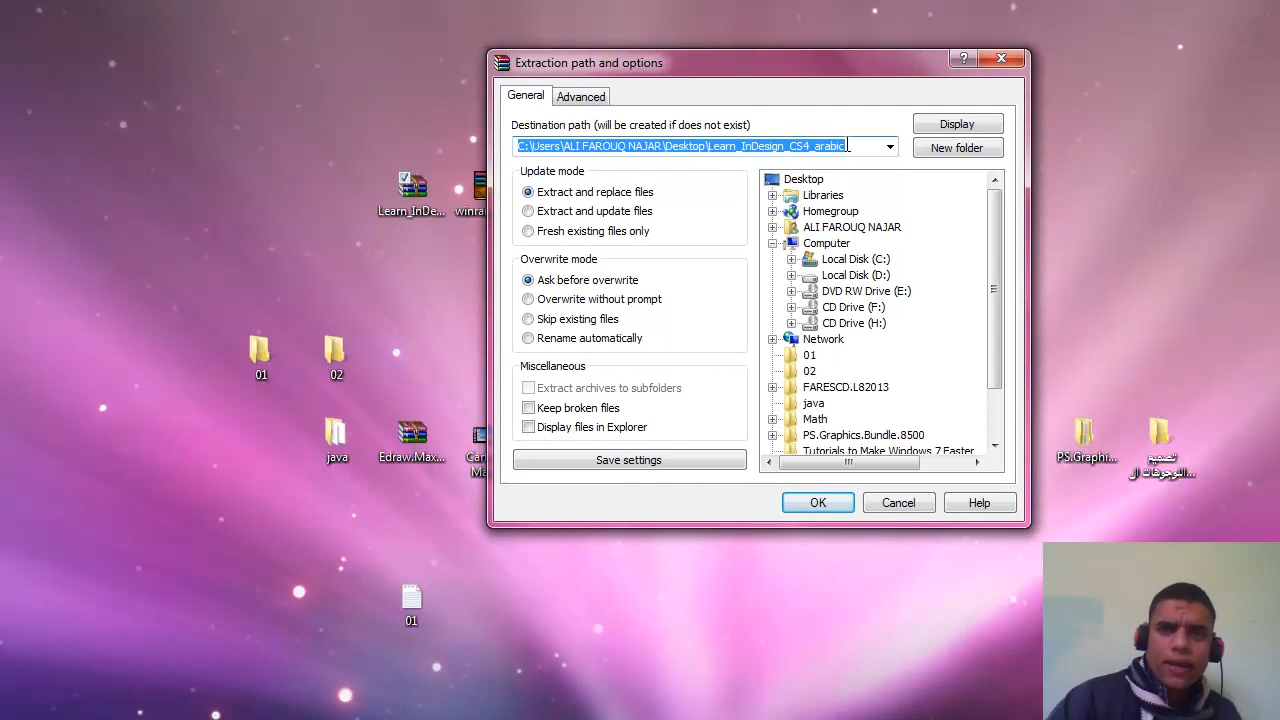 Extraction path and options
General
Advanced
Destination path (will be created if does not exist)
Display
C:\Users\ALI FAROUQ NAJAR\Desktop\Learn_InDesign_CS4_arabic
New folder
Update mode
Extract and replace files
Extract and update files
Fresh existing files only
Overwrite mode
Ask before overwrite
Overwrite without prompt
Skip existing files
Rename automatically
Miscellaneous
Extract archives to subfolders
Keep broken files
Display files in Explorer
Save settings
Desktop
Libraries
Homegroup
ALI FAROUQ NAJAR
Computer
Local Disk (C:)
Local Disk (D:)
DVD RW Drive (E:)
CD Drive (F:)
CD Drive (H:)
Network
01
02
FARESCD.L82013
java
Math
PS.Graphics.Bundle.8500
Tutorials to Make Windows 7 Faster
OK
Cancel
Help
Learn_InDe...
winra
01
02
java
Edraw.Max...
Car
Ma
PS.Graphi...
تصميم
اللوجوهات ال...
01